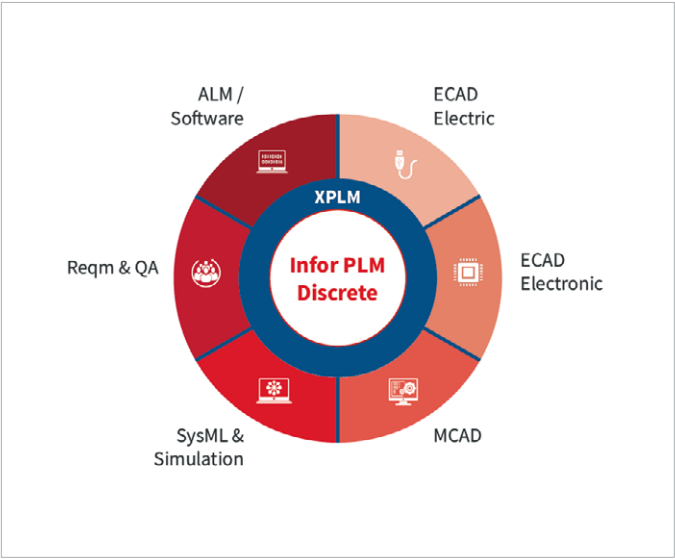 ALM /
Software
ECAD
Electric
XPLM
Infor PLM
Discrete
Reqm & QA
ECAD
Electronic
SysML &
Simulation
MCAD